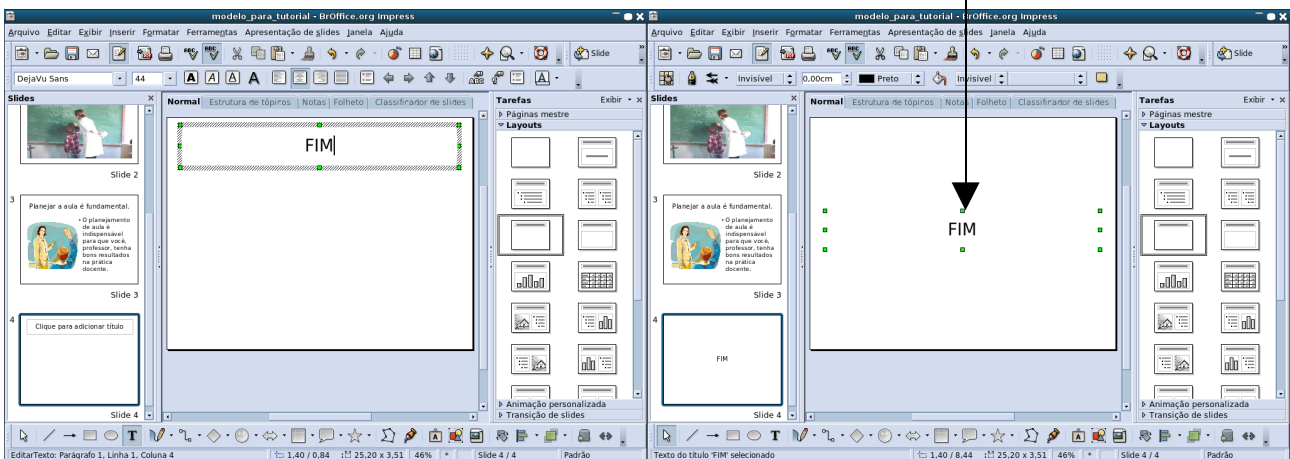 modelo_para_tutorial - BrOffice.org Impress
Arquivo Editar Exibir Inserir Formatar Ferramentas Apresentação de slides Janela Ajuda
Slide
DejaVu Sans 44
Slides
Slide 2
3
Planejar a aula é fundamental.
• O planejamento
de aula é
indispensável
para que você,
professor, tenha
bons resultados
na prática
docente.
Slide 3
4
Clique para adicionar título
Slide 4
Normal Estrutura de tópicos Notas Folheto Classificador de slides
FIM
Tarefas Exibir
Páginas mestre
Layouts
Animação personalizada
Transição de slides
EditarTexto: Parágrafo 1, Linha 1, Coluna 4 1,40 / 0,84 25,20 x 3,51 46% * Slide 4 / 4 Padrão
modelo_para_tutorial - BrOffice.org Impress
Arquivo Editar Exibir Inserir Formatar Ferramentas Apresentação de slides Janela Ajuda
Slide
Invisível 0,00cm Preto Invisível
Slides
Slide 2
3
Planejar a aula é fundamental.
• O planejamento
de aula é
indispensável
para que você,
professor, tenha
bons resultados
na prática
docente.
Slide 3
4
FIM
Slide 4
Normal Estrutura de tópicos Notas Folheto Classificador de slides
FIM
Tarefas Exibir
Páginas mestre
Layouts
Animação personalizada
Transição de slides
Texto do título 'FIM' selecionado 1,40 / 8,44 25,20 x 3,51 46% * Slide 4 / 4 Padrão